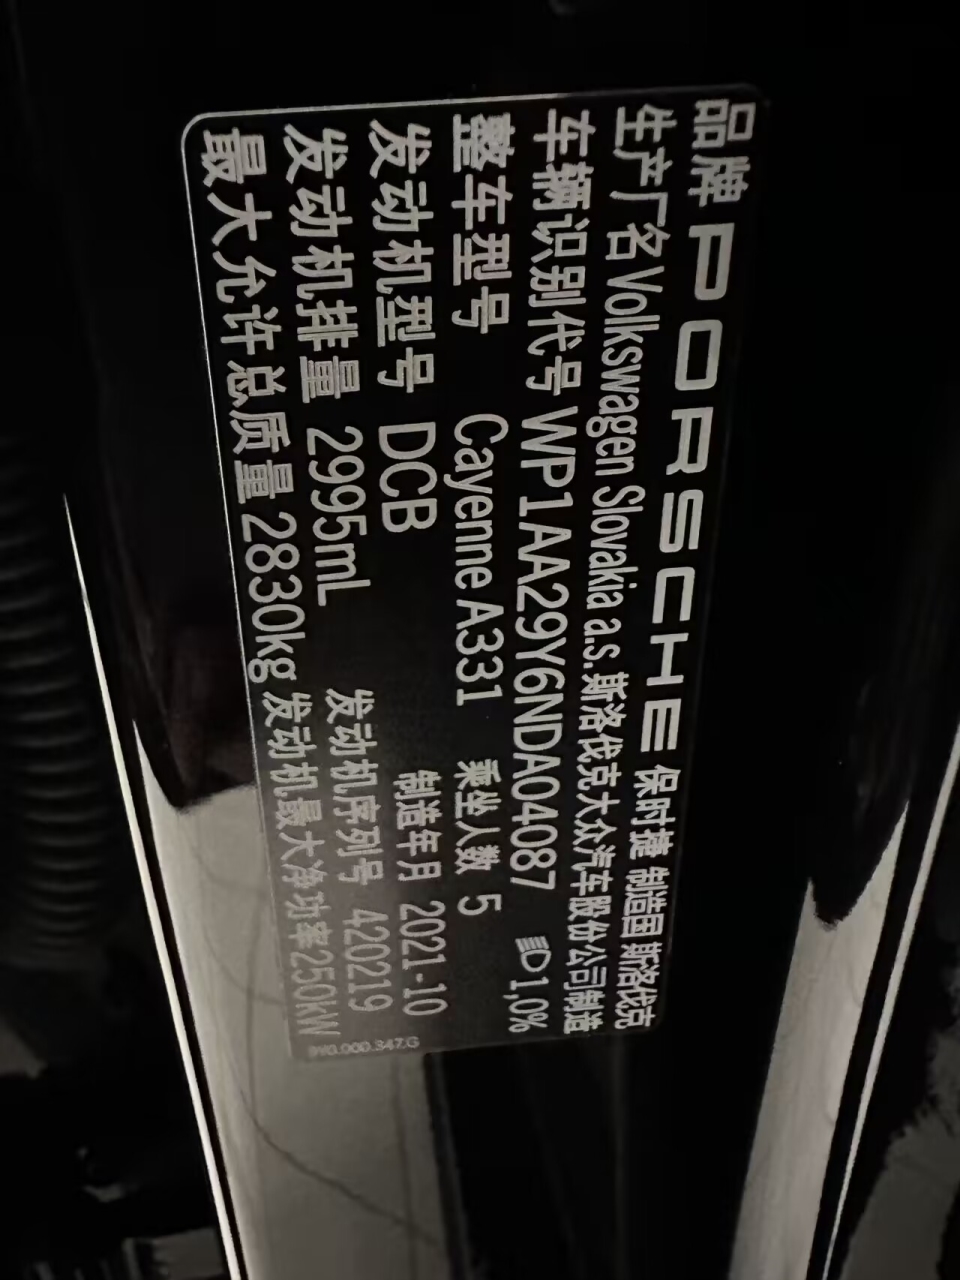 品牌 PORSCHE 保时捷 制造国 斯洛伐克
生产厂名 Volkswagen Slovakia a.s.斯洛伐克大众汽车股份公司制造
车辆识别代号 WP1AA29Y6NDA04087 1,0%
整车型号 Cayenne A331 乘坐人数 5
发动机型号 DCB 制造年月 2021-10
发动机排量 2995mL 发动机序列号 420219
最大允许总质量 2830kg 发动机最大净功率250kW
9Y0.000.347.G